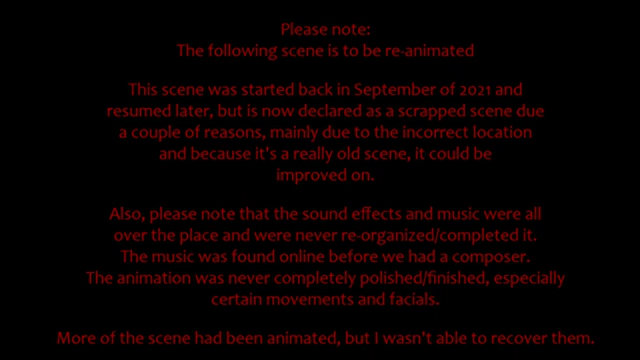 Please note:
The following scene is to be re-animated
This scene was started back in September of 2021 and
resumed later, but is now declared as a scrapped scene due
a couple of reasons, mainly due to the incorrect location
and because it's a really old scene, it could be
improved on.
Also, please note that the sound effects and music were all
over the place and were never re-organized/completed it.
The music was found online before we had a composer.
The animation was never completely polished/finished, especially
certain movements and facials.
More of the scene had been animated, but I wasn't able to recover them.